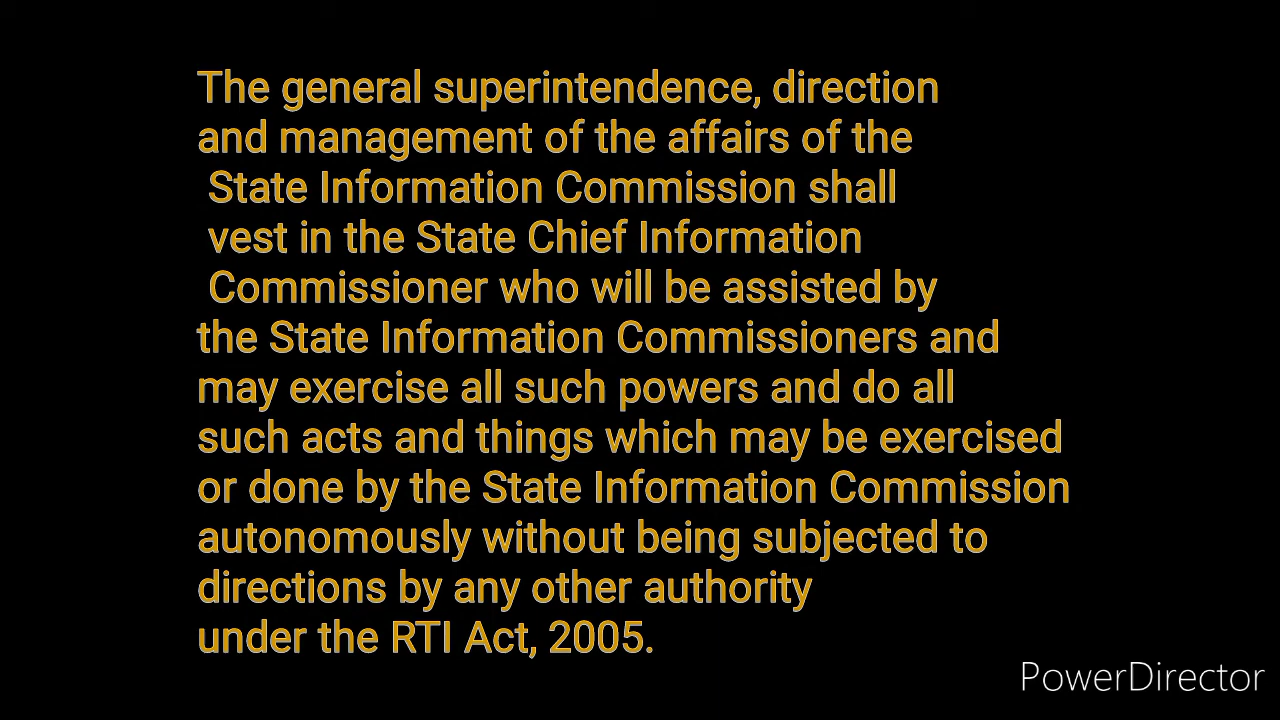 The general superintendence, direction
and management of the affairs of the
State Information Commission shall
vest in the State Chief Information
Commissioner who will be assisted by
the State Information Commissioners and
may exercise all such powers and do all
such acts and things which may be exercised
or done by the State Information Commission
autonomously without being subjected to
directions by any other authority
under the RTI Act, 2005.
PowerDirector